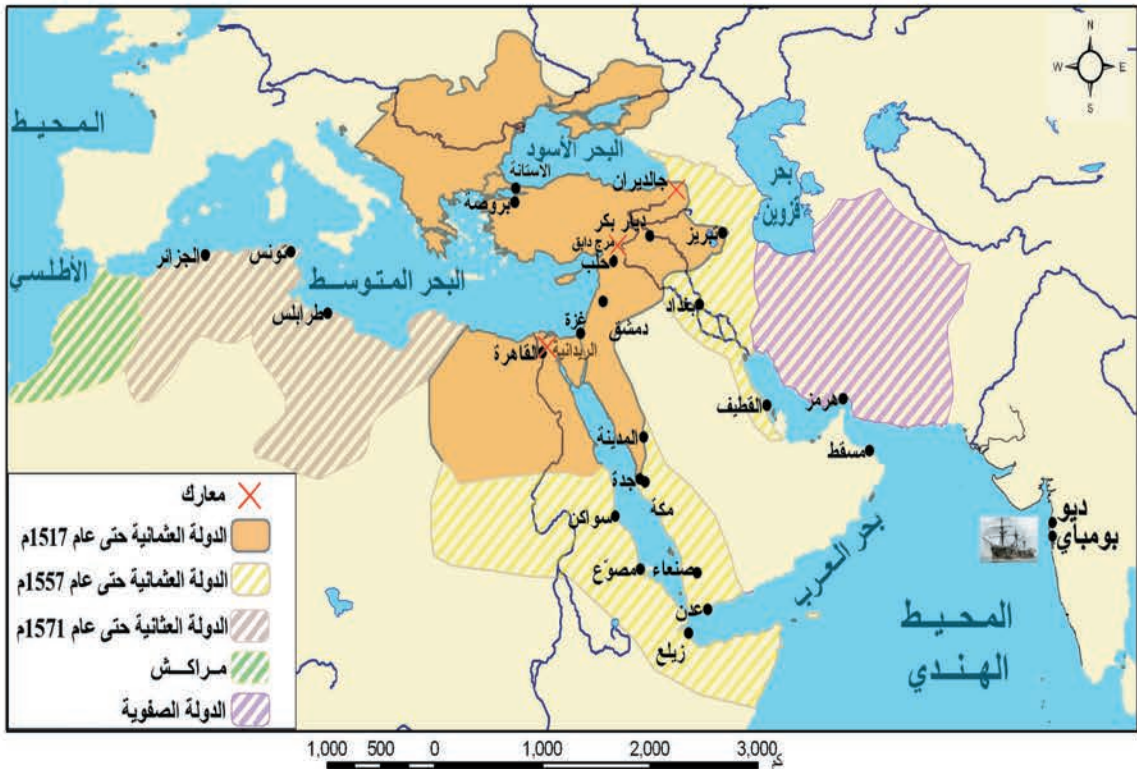 N
W E
S
المحيط
الأطلسي
البحر الأسود
الاستانة
بروصة
جالديران
بحر
قزوين
ديار بكر
مرج دابق
تبريز
حلب
تونس
الجزائر
البحر المتوسط
طرابلس
دمشق
بغداد
غزة
الريدانية
القاهرة
القطيف
هرمز
المدينة
مسقط
جدة
مكة
سواكن
ديو
بومباي
مصوّع
صنعاء
بحر العرب
عدن
زيلع
المحيط
الهندي
معارك
الدولة العثمانية حتى عام 1517م
الدولة العثمانية حتى عام 1557م
الدولة العثانية حتى عام 1571م
مراكش
الدولة الصفوية
1,000 500 0 1,000 2,000 3,000 كم